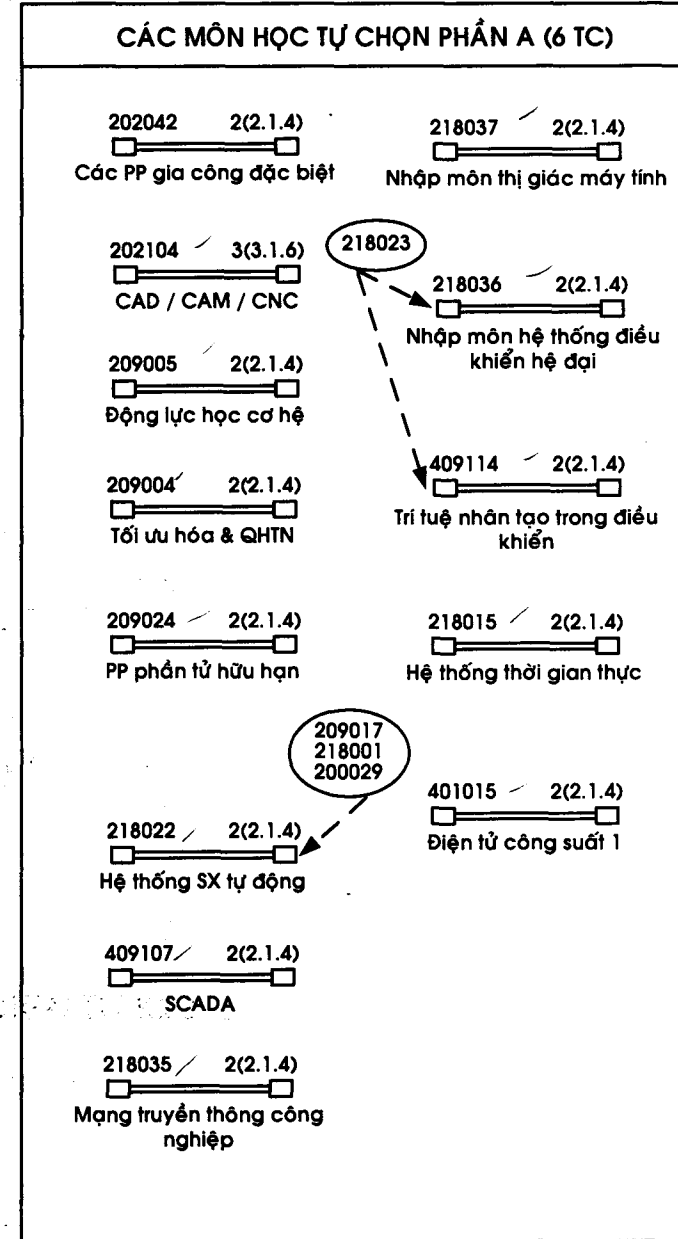 CÁC MÔN HỌC TỰ CHỌN PHẦN A (6 TC)
202042 2(2.1.4)
Các PP gia công đặc biệt
202104 3(3.1.6)
CAD / CAM / CNC
209005 2(2.1.4)
Động lực học cơ hệ
209004 2(2.1.4)
Tối ưu hóa & QHTN
209024 2(2.1.4)
PP phần tử hữu hạn
209017
218001
200029
218022 2(2.1.4)
Hệ thống SX tự động
409107 2(2.1.4)
SCADA
218035 2(2.1.4)
Mạng truyền thông công
nghiệp
218037 2(2.1.4)
Nhập môn thị giác máy tính
218023
218036 2(2.1.4)
Nhập môn hệ thống điều
khiển hệ đại
409114 2(2.1.4)
Trí tuệ nhân tạo trong điều
khiển
218015 2(2.1.4)
Hệ thống thời gian thực
401015 2(2.1.4)
Điện tử công suất 1